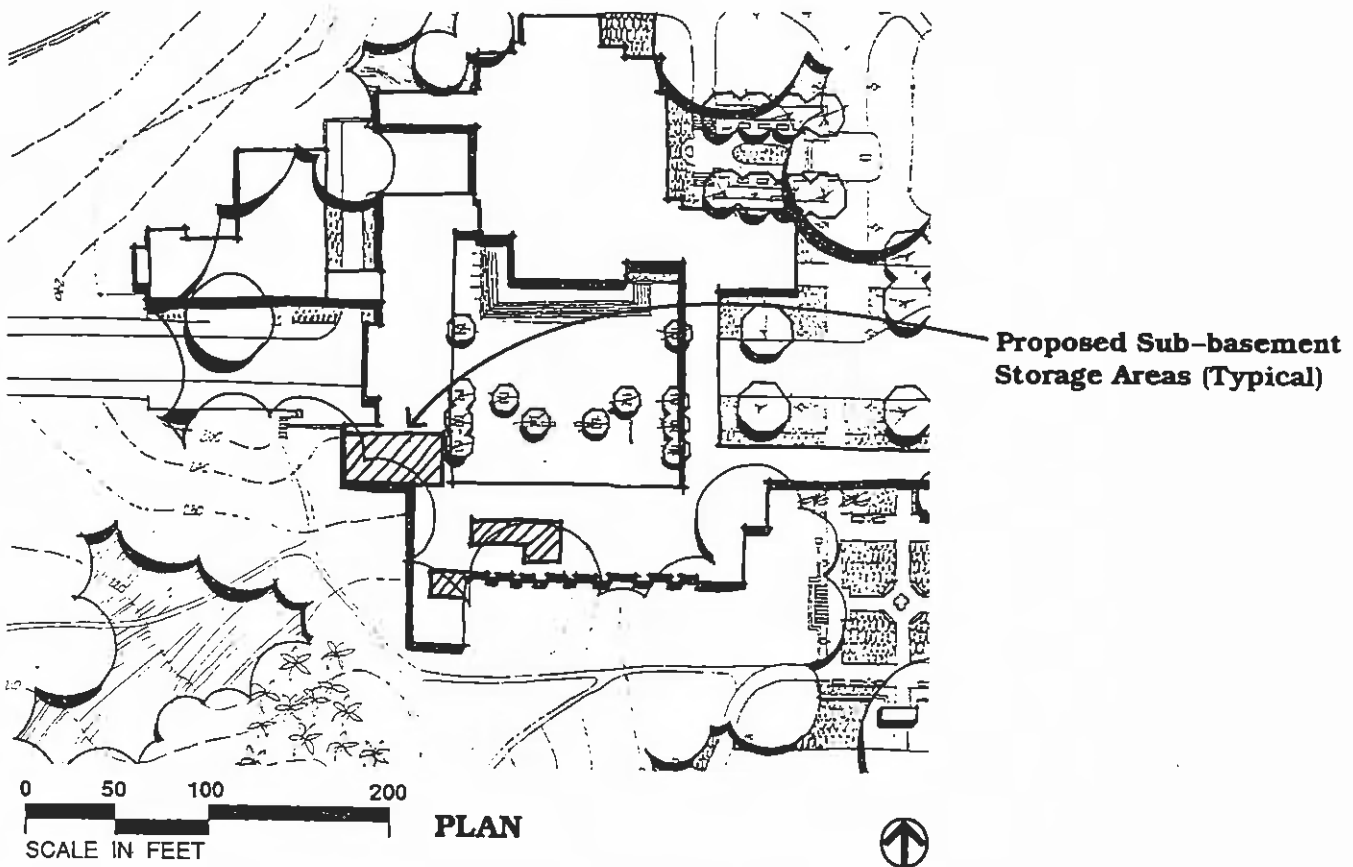 Proposed Sub-basement
Storage Areas (Typical)
0 50 100 200
SCALE IN FEET
PLAN